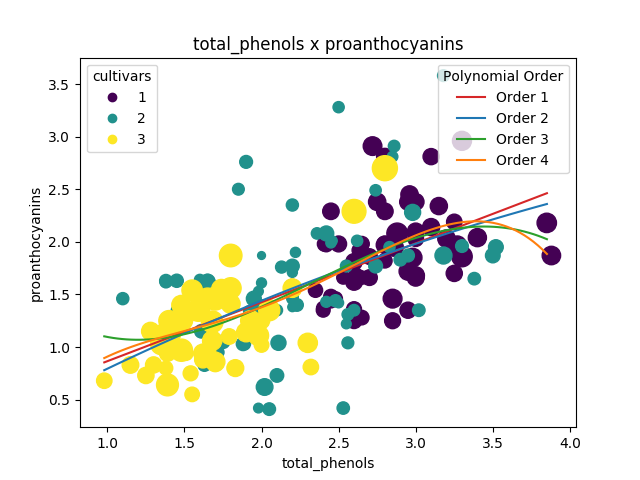 total_phenols x proanthocyanins
cultivars
1
2
3
Polynomial Order
Order 1
Order 2
Order 3
Order 4
proanthocyanins
3.5
3.0
2.5
2.0
1.5
1.0
0.5
1.0 1.5 2.0 2.5 3.0 3.5 4.0
total_phenols